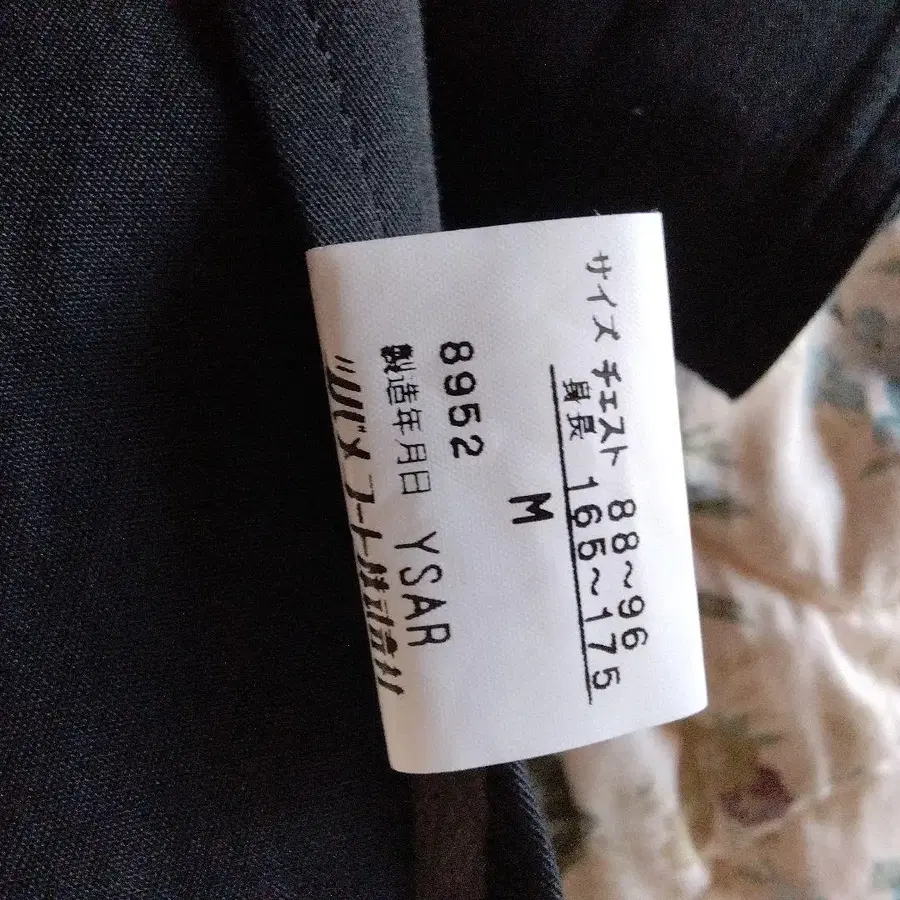 サイズ
チェスト 88~96
身長 165~175
M
8952
製造年月日 YSAR